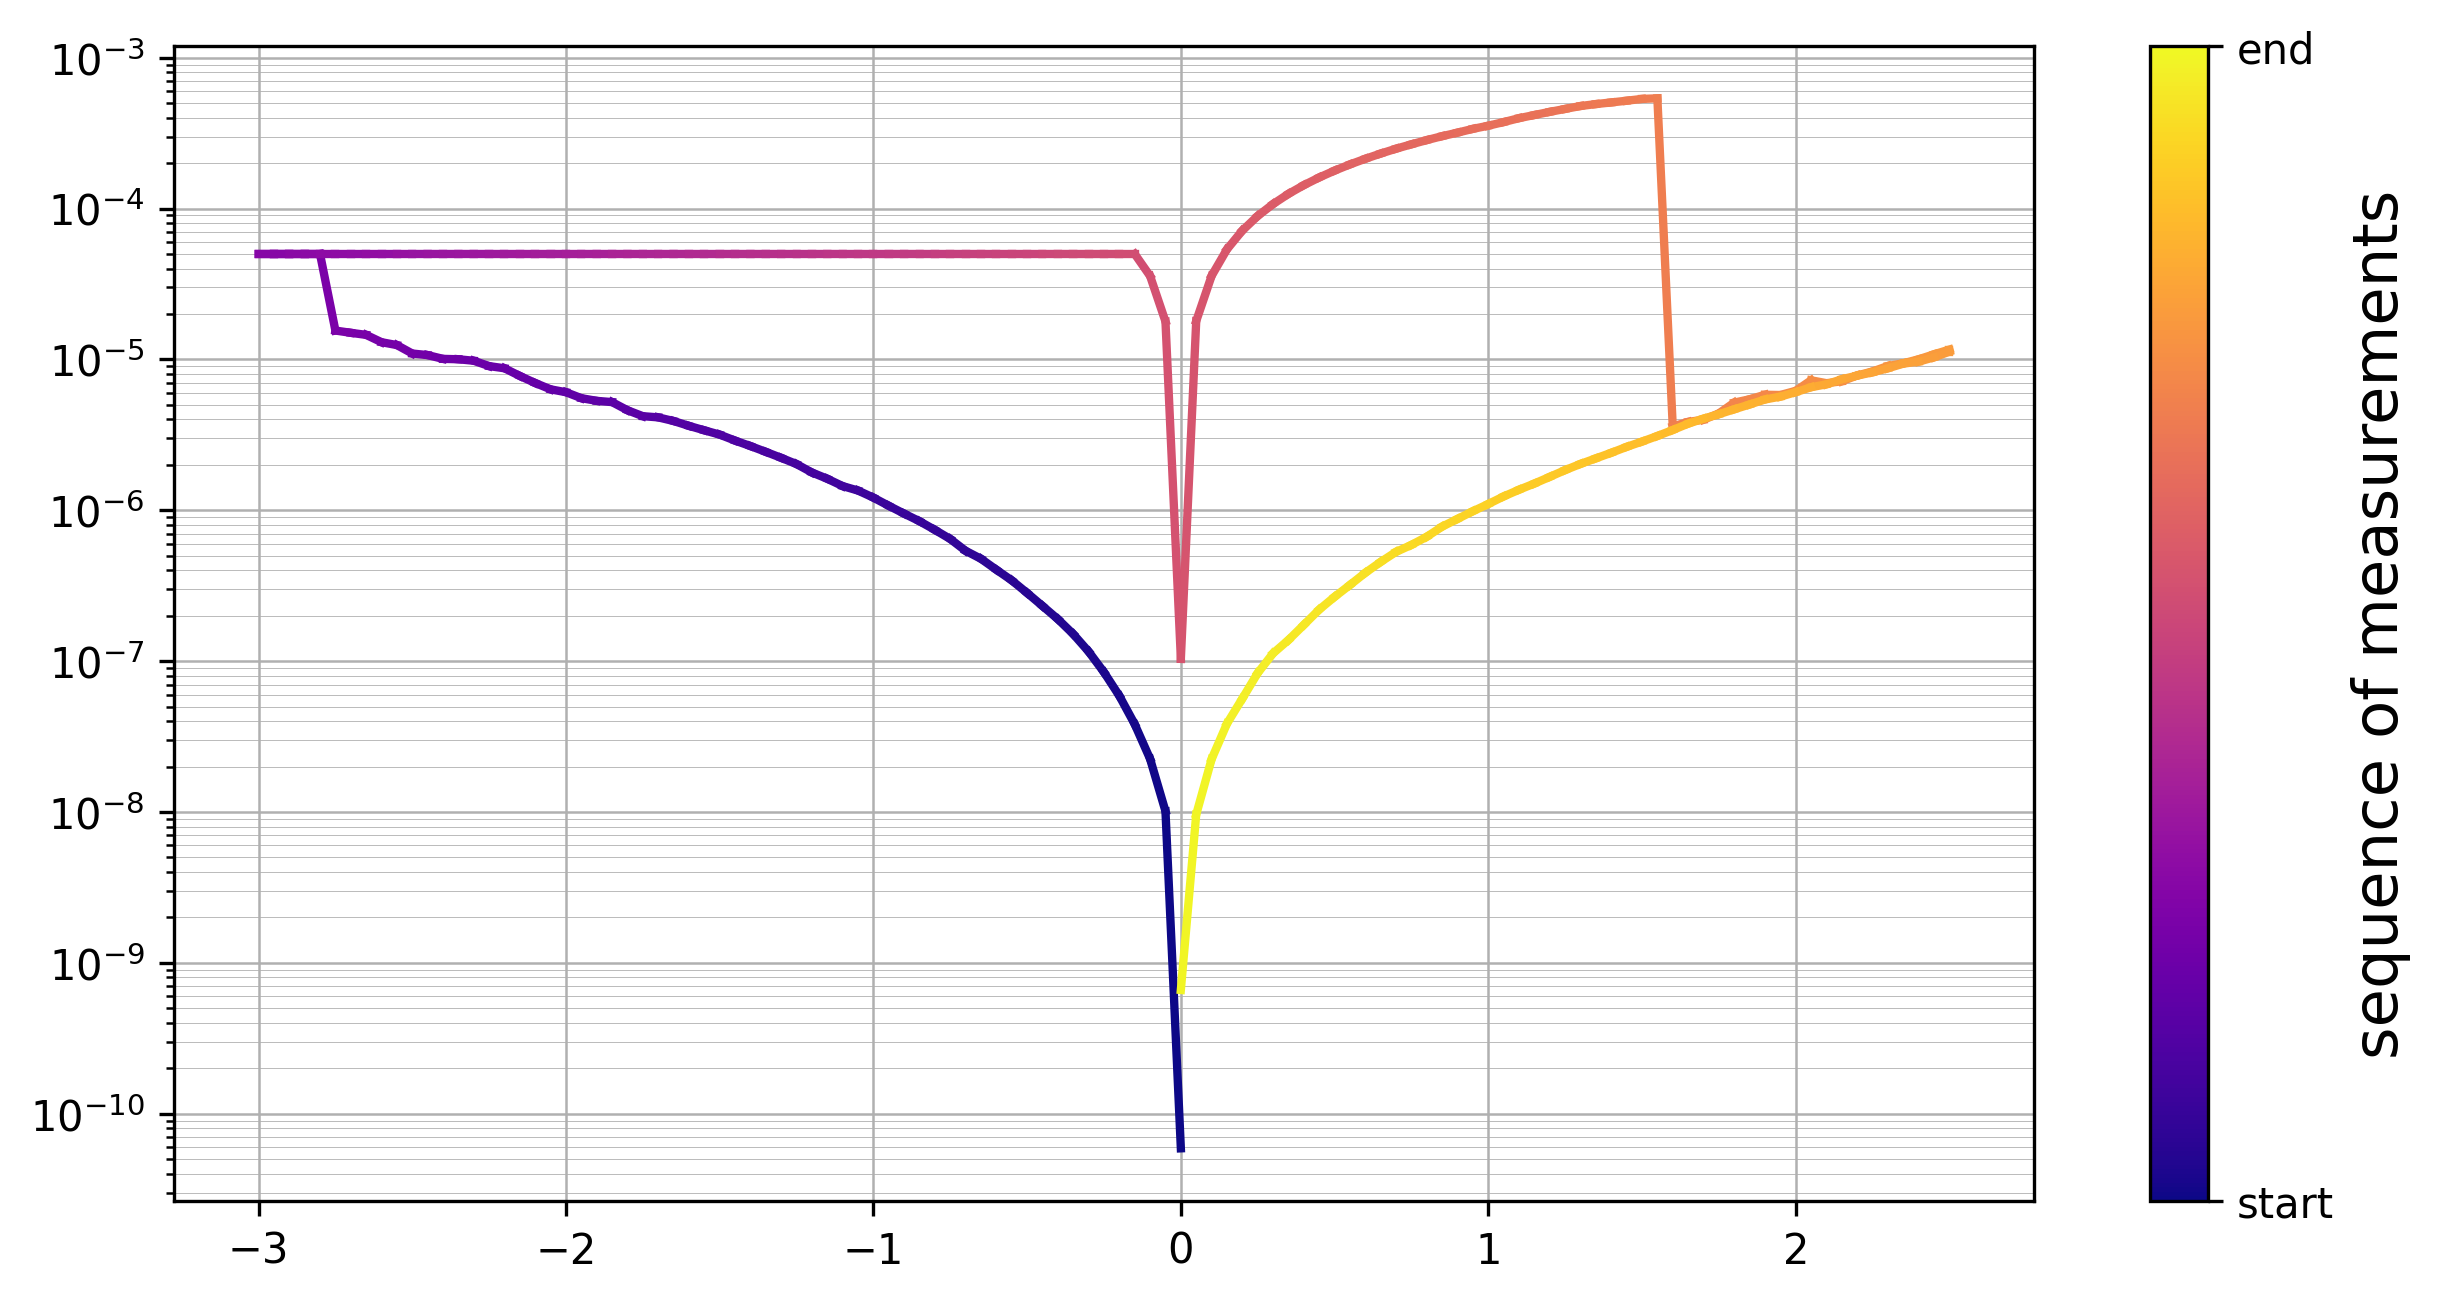 10⁻³
10⁻⁴
10⁻⁵
10⁻⁶
10⁻⁷
10⁻⁸
10⁻⁹
10⁻¹⁰
−3 −2 −1 0 1 2
end
start
sequence of measurements